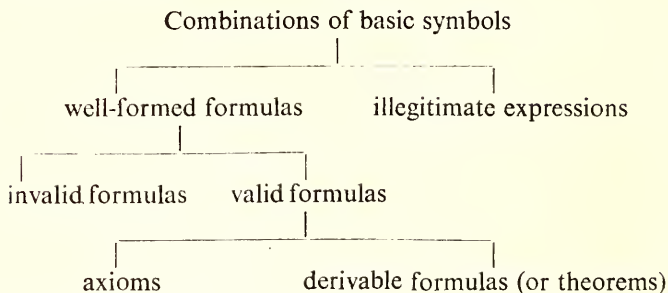 Combinations of basic symbols
well-formed formulas illegitimate expressions
invalid formulas valid formulas
axioms derivable formulas (or theorems)